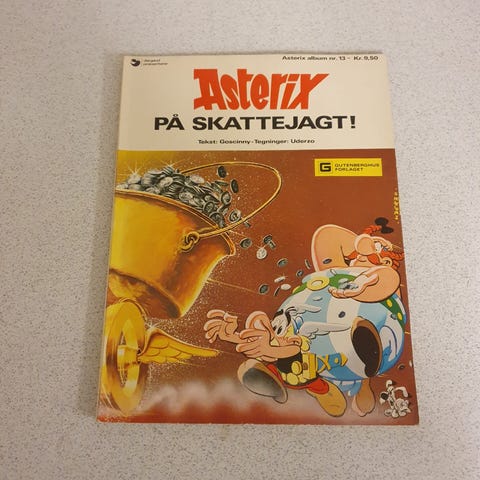 Asterix album nr. 13 - Kr. 9,50
Asterix
PÅ SKATTEJAGT!
Tekst: Goscinny - Tegninger: Uderzo
G GUTENBERGHUS
FORLAGET